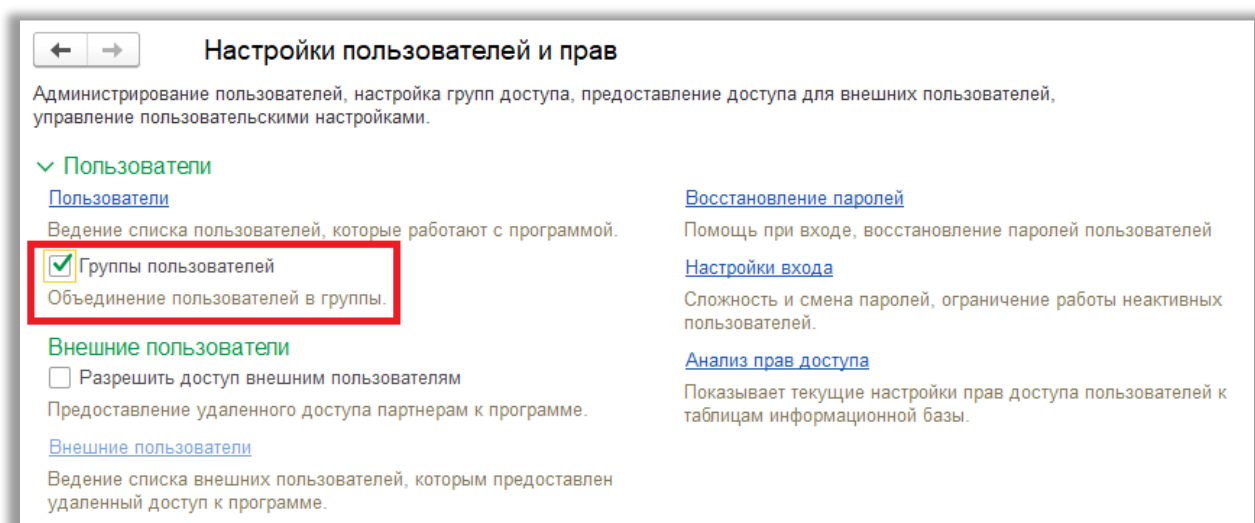 Настройки пользователей и прав
Администрирование пользователей, настройка групп доступа, предоставление доступа для внешних пользователей,
управление пользовательскими настройками.
Пользователи
Пользователи
Ведение списка пользователей, которые работают с программой.
Группы пользователей
Объединение пользователей в группы.
Внешние пользователи
Разрешить доступ внешним пользователям
Предоставление удаленного доступа партнерам к программе.
Внешние пользователи
Ведение списка внешних пользователей, которым предоставлен
удаленный доступ к программе.
Восстановление паролей
Помощь при входе, восстановление паролей пользователей
Настройки входа
Сложность и смена паролей, ограничение работы неактивных
пользователей.
Анализ прав доступа
Показывает текущие настройки прав доступа пользователей к
таблицам информационной базы.